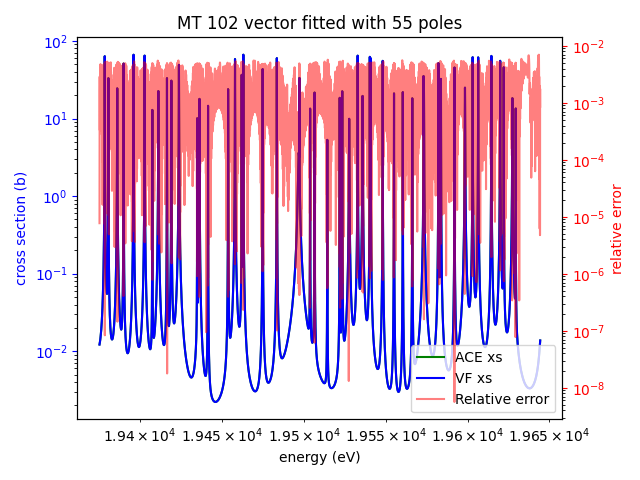 MT 102 vector fitted with 55 poles
10²
10¹
10⁰
10⁻¹
10⁻²
cross section (b)
10⁻²
10⁻³
10⁻⁴
10⁻⁵
10⁻⁶
10⁻⁷
10⁻⁸
relative error
ACE xs
VF xs
Relative error
1.94 × 10⁴ 1.945 × 10⁴ 1.95 × 10⁴ 1.955 × 10⁴ 1.96 × 10⁴ 1.965 × 10⁴
energy (eV)